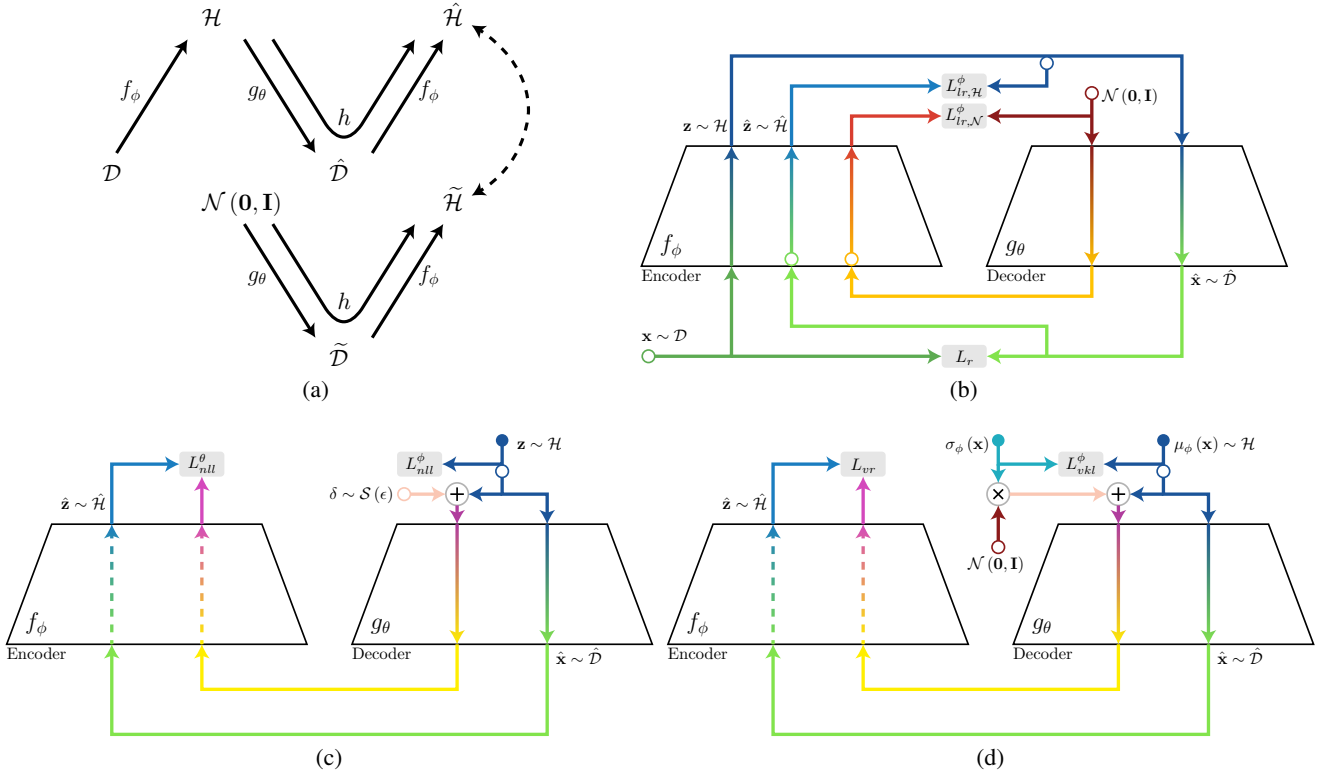 ℋ
ℋ̂
f_ϕ
g_θ
h
f_ϕ
𝒟
𝒟̂
𝒩(𝟎, 𝐈)
ℋ̃
g_θ
h
f_ϕ
𝒟̃
(a)
L^ϕ_{lr,ℋ}
𝒩(𝟎, 𝐈)
L^ϕ_{lr,𝒩}
𝐳 ∼ ℋ
𝐳̂ ∼ ℋ̂
f_ϕ
g_θ
Encoder
Decoder
𝐱̂ ∼ 𝒟̂
𝐱 ∼ 𝒟
L_r
(b)
L^θ_{nll}
L^ϕ_{nll}
𝐳 ∼ ℋ
δ ∼ 𝒮(ϵ)
+
𝐳̂ ∼ ℋ̂
f_ϕ
g_θ
Encoder
Decoder
𝐱̂ ∼ 𝒟̂
(c)
L_{vr}
σ_ϕ(𝐱)
L^ϕ_{vkl}
μ_ϕ(𝐱) ∼ ℋ
×
+
𝐳̂ ∼ ℋ̂
𝒩(𝟎, 𝐈)
f_ϕ
g_θ
Encoder
Decoder
𝐱̂ ∼ 𝒟̂
(d)